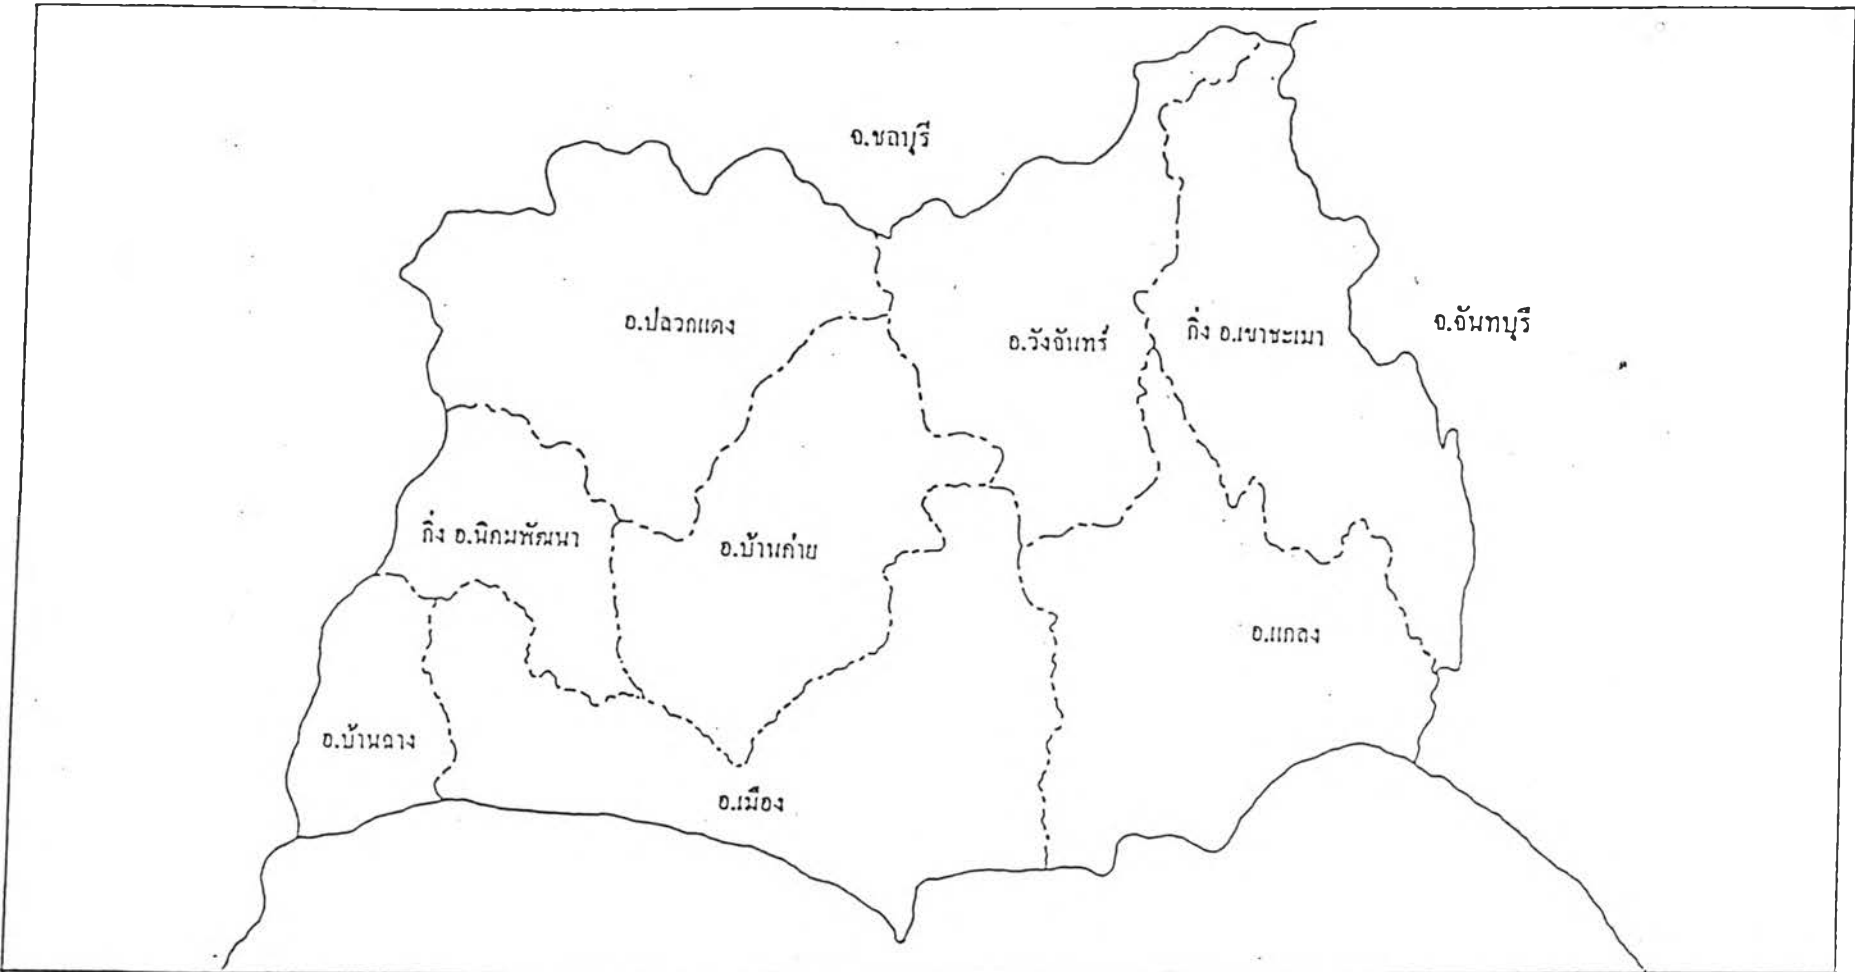 จ.ชลบุรี
อ.ปลวกแดง
อ.วังจันทร์
กิ่ง อ.เขาชะเมา
จ.จันทบุรี
กิ่ง อ.นิคมพัฒนา
อ.บ้านค่าย
อ.แกลง
อ.บ้านฉาง
อ.เมือง